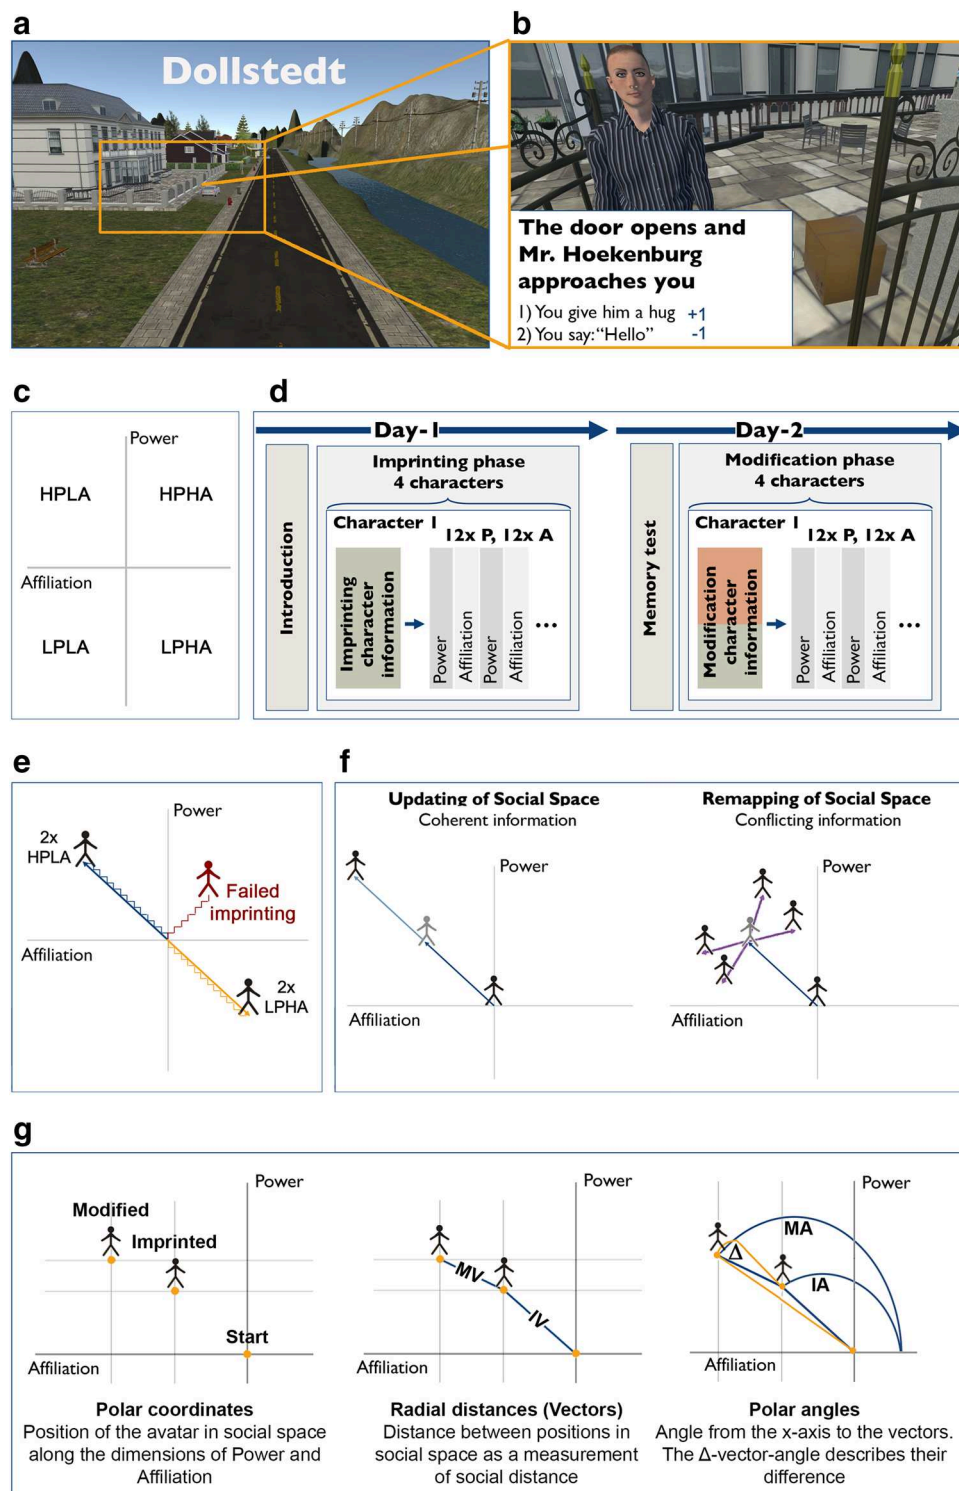 a
b
Dollstedt
The door opens and
Mr. Hoekenburg
approaches you
1) You give him a hug +1
2) You say: “Hello” -1
c
d
Power
HPLA HPHA
Affiliation
LPLA LPHA
Day-1
Day-2
Introduction
Imprinting phase
4 characters
Character 1
12x P, 12x A
Imprinting
character
information
Power
Affiliation
Power
Affiliation
...
Memory test
Modification phase
4 characters
Character 1
12x P, 12x A
Modification
character
information
Power
Affiliation
Power
Affiliation
...
e
f
Power
2x
HPLA
Failed
imprinting
Affiliation
2x
LPHA
Updating of Social Space
Coherent information
Power
Affiliation
Remapping of Social Space
Conflicting information
Power
Affiliation
g
Power
Modified
Imprinted
Start
Affiliation
Polar coordinates
Position of the avatar in social space
along the dimensions of Power and
Affiliation
Power
MV
IV
Affiliation
Radial distances (Vectors)
Distance between positions in
social space as a measurement
of social distance
Power
MA
Δ
IA
Affiliation
Polar angles
Angle from the x-axis to the vectors.
The Δ-vector-angle describes their
difference